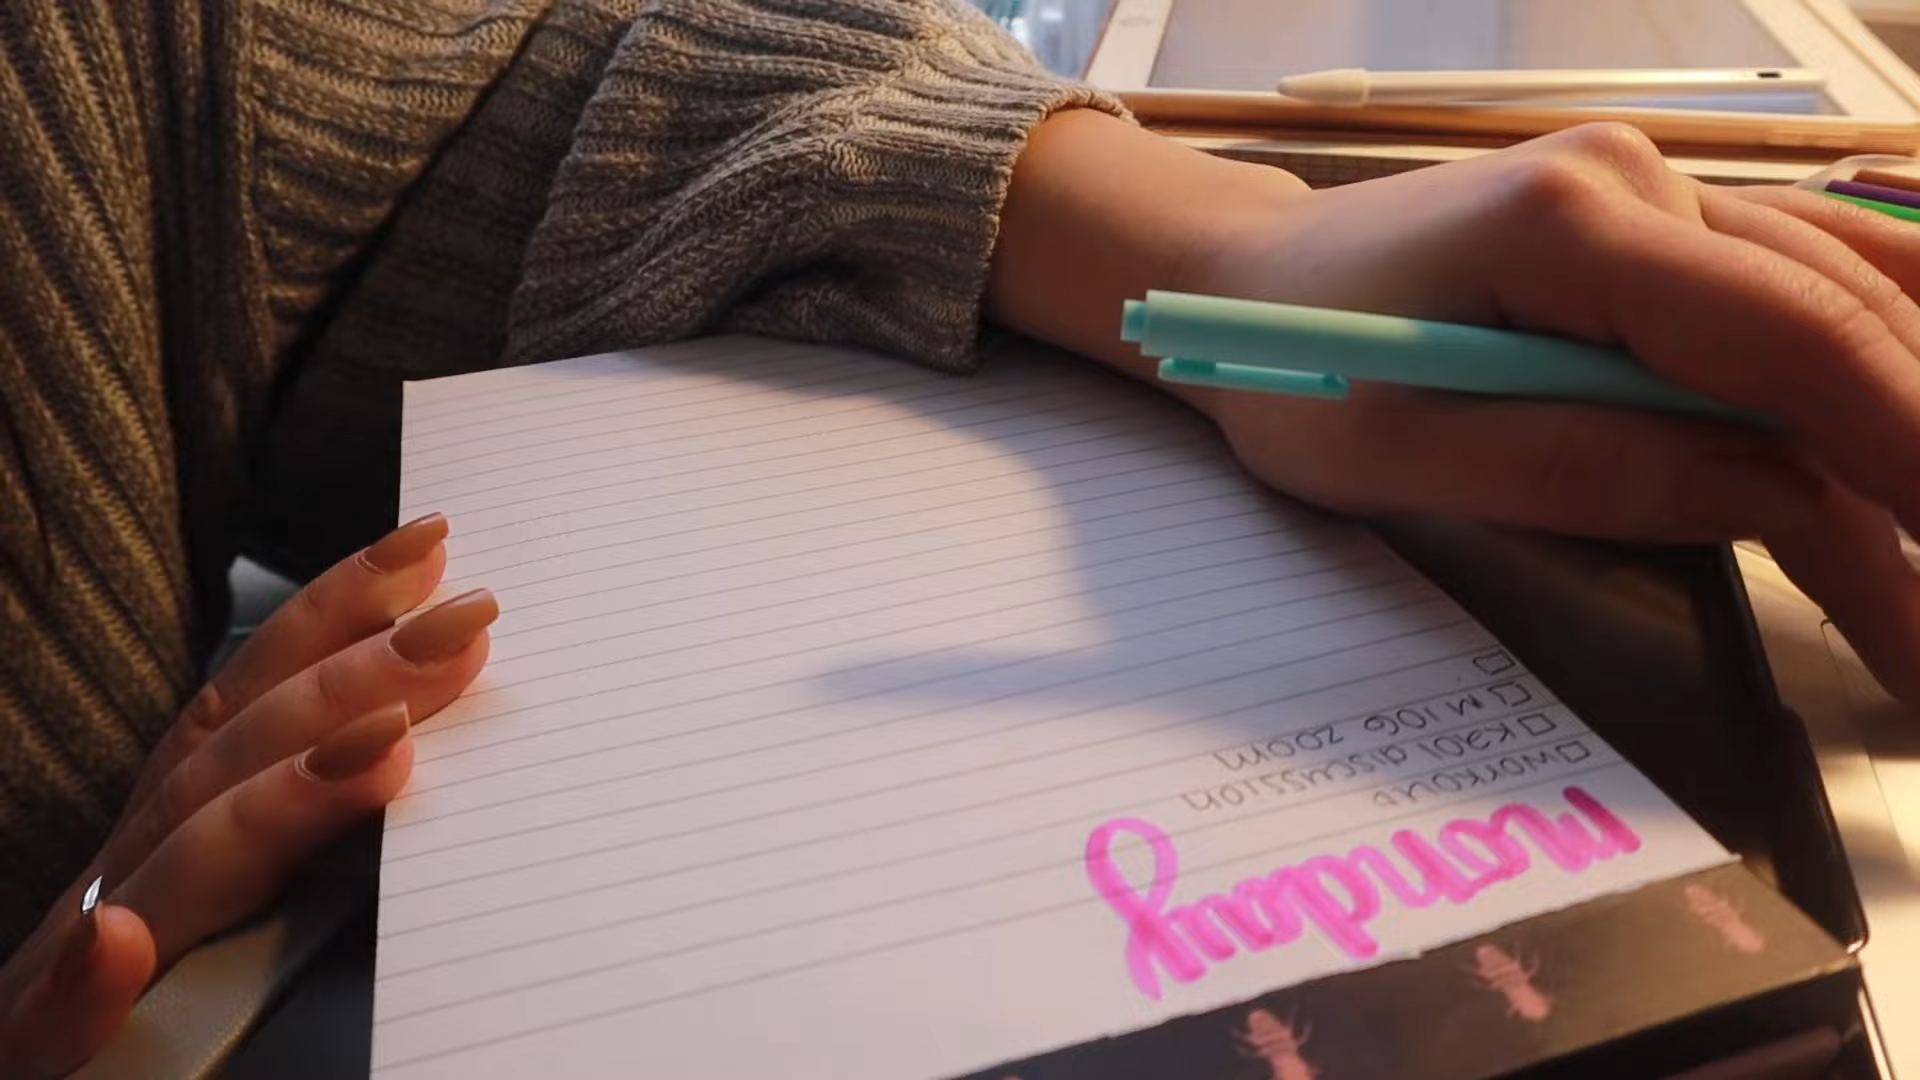 monday
☐ workout
☐ K301 discussion
☐ M106 zoom
☐